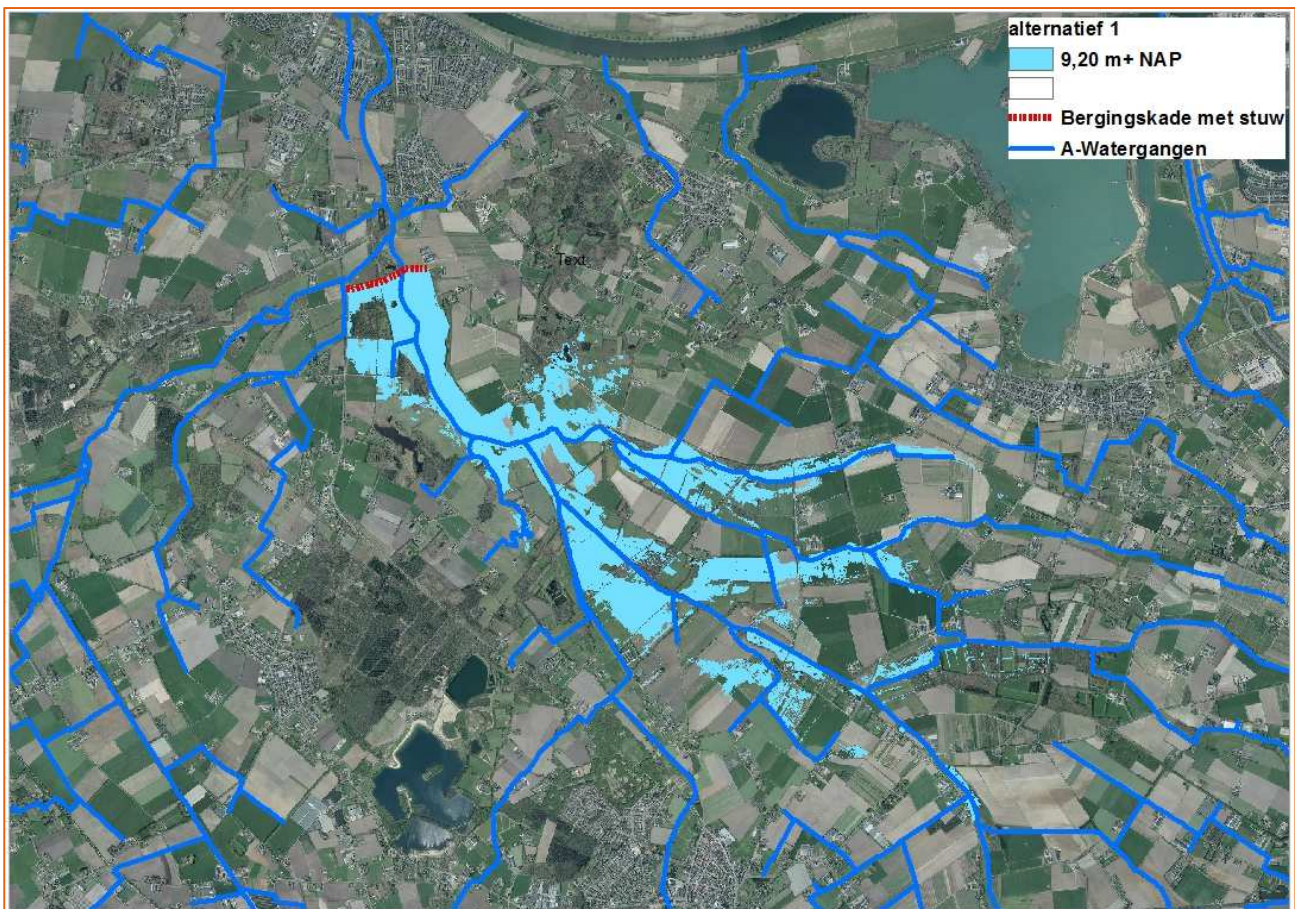 alternatief 1
9,20 m+ NAP
Bergingskade met stuw
A-Watergangen
Text